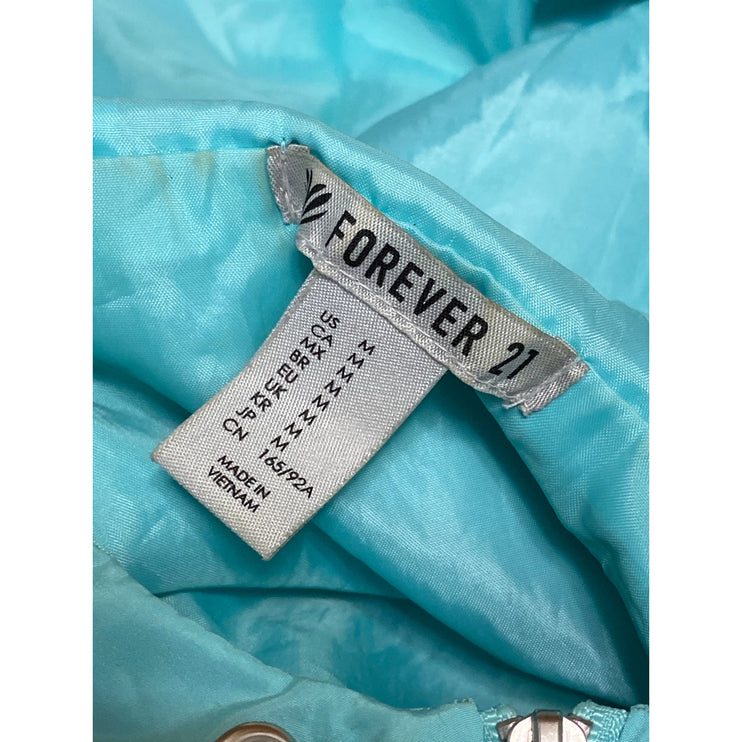 FOREVER 21
US M
CA M
MX M
BR M
EU M
UK M
KR M
JP M
CN 165/92A
MADE IN
VIETNAM